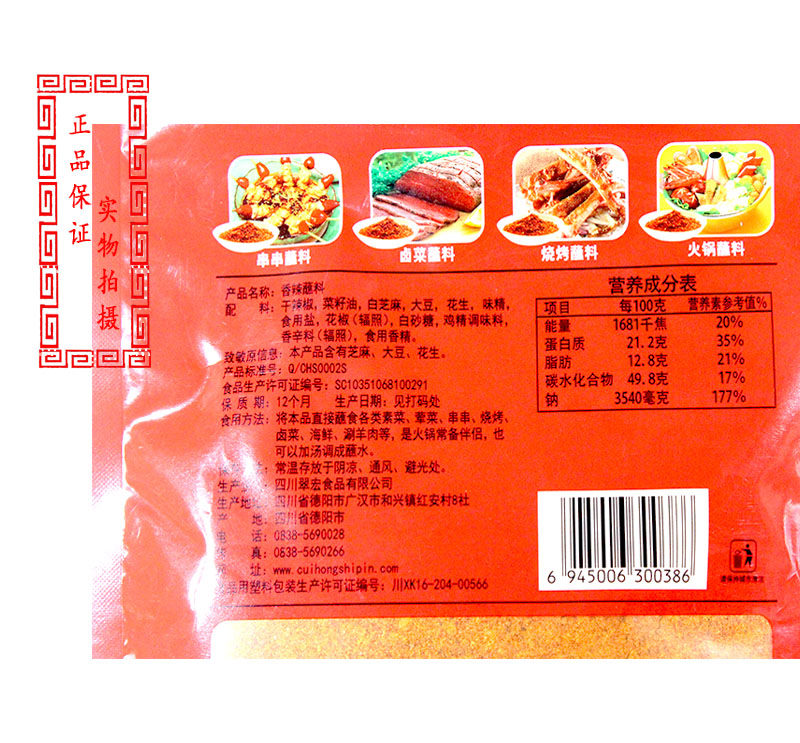 正品保证
实物拍摄
串串蘸料
卤菜蘸料
烧烤蘸料
火锅蘸料
产品名称：香辣蘸料
配 料：干辣椒，菜籽油，白芝麻，大豆，花生，味精，
食用盐，花椒（辐照），白砂糖，鸡精调味料，
香辛料（辐照），食用香精。
致敏原信息：本产品含有芝麻、大豆、花生。
产品标准号：Q/CHS0002S
食品生产许可证编号：SC10351068100291
保 质 期：12个月 生产日期：见打码处
食用方法：将本品直接蘸食各类素菜、荤菜、串串、烧烤、
卤菜、海鲜、涮羊肉等，是火锅常备伴侣，也
可以加汤调成蘸水。
：常温存放于阴凉、通风、避光处。
生产 ：四川翠宏食品有限公司
生产地址：四川省德阳市广汉市和兴镇红安村8社
产 地：四川省德阳市
电 话：0838-5690028
真：0838-5690266
址：www.cuihongshipin.com
品用塑料包装生产许可证编号：川XK16-204-00566
营养成分表
项目 每100克 营养素参考值%
能量 1681千焦 20%
蛋白质 21.2克 35%
脂肪 12.8克 21%
碳水化合物 49.8克 17%
钠 3540毫克 177%
6 945006 300386